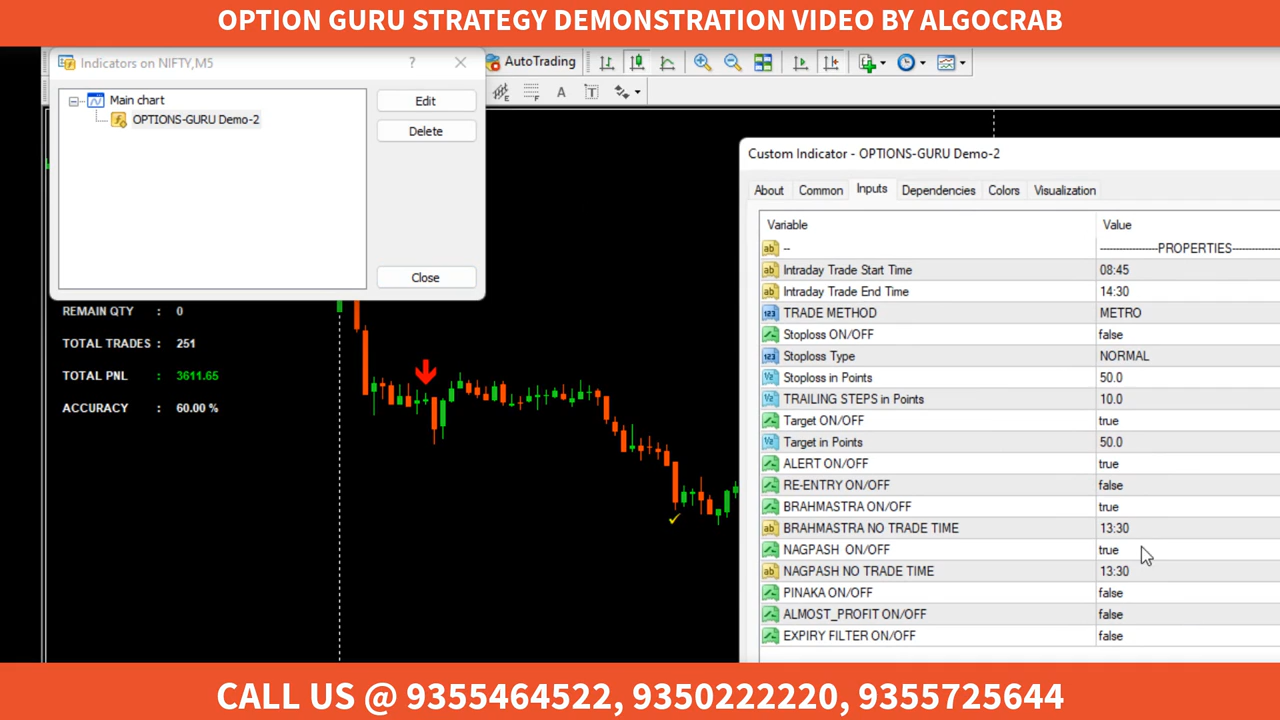 OPTION GURU STRATEGY DEMONSTRATION VIDEO BY ALGOCRAB
Indicators on NIFTY,M5
?
Main chart
OPTIONS-GURU Demo-2
Edit
Delete
Close
AutoTrading
E
F
A
T
REMAIN QTY : 0
TOTAL TRADES : 251
TOTAL PNL : 3611.65
ACCURACY : 60.00 %
Custom Indicator - OPTIONS-GURU Demo-2
About Common Inputs Dependencies Colors Visualization
Variable Value
-- ------------------PROPERTIES------------
Intraday Trade Start Time 08:45
Intraday Trade End Time 14:30
TRADE METHOD METRO
Stoploss ON/OFF false
Stoploss Type NORMAL
Stoploss in Points 50.0
TRAILING STEPS in Points 10.0
Target ON/OFF true
Target in Points 50.0
ALERT ON/OFF true
RE-ENTRY ON/OFF false
BRAHMASTRA ON/OFF true
BRAHMASTRA NO TRADE TIME 13:30
NAGPASH ON/OFF true
NAGPASH NO TRADE TIME 13:30
PINAKA ON/OFF false
ALMOST_PROFIT ON/OFF false
EXPIRY FILTER ON/OFF false
CALL US @ 9355464522, 9350222220, 9355725644